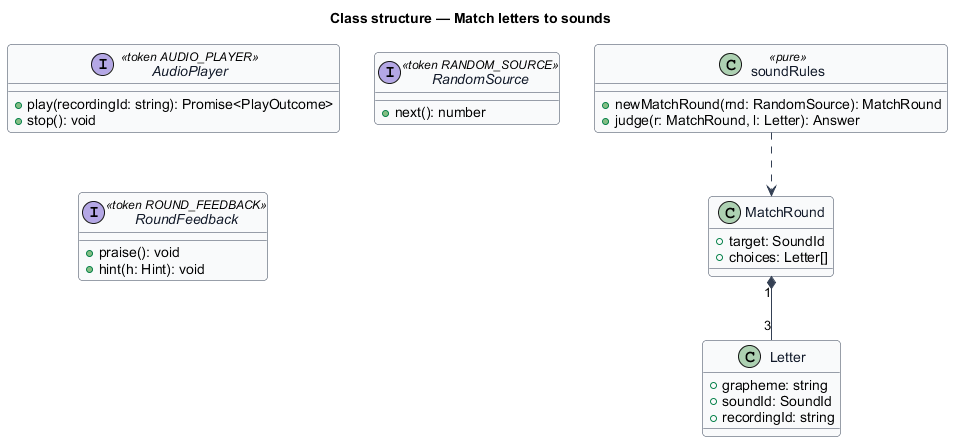 Class structure — Match letters to sounds
I
«token AUDIO_PLAYER»
AudioPlayer
play(recordingId: string): Promise<PlayOutcome>
stop(): void
I
«token RANDOM_SOURCE»
RandomSource
next(): number
C
«pure»
soundRules
newMatchRound(rnd: RandomSource): MatchRound
judge(r: MatchRound, l: Letter): Answer
I
«token ROUND_FEEDBACK»
RoundFeedback
praise(): void
hint(h: Hint): void
C
MatchRound
target: SoundId
choices: Letter[]
1
3
C
Letter
grapheme: string
soundId: SoundId
recordingId: string